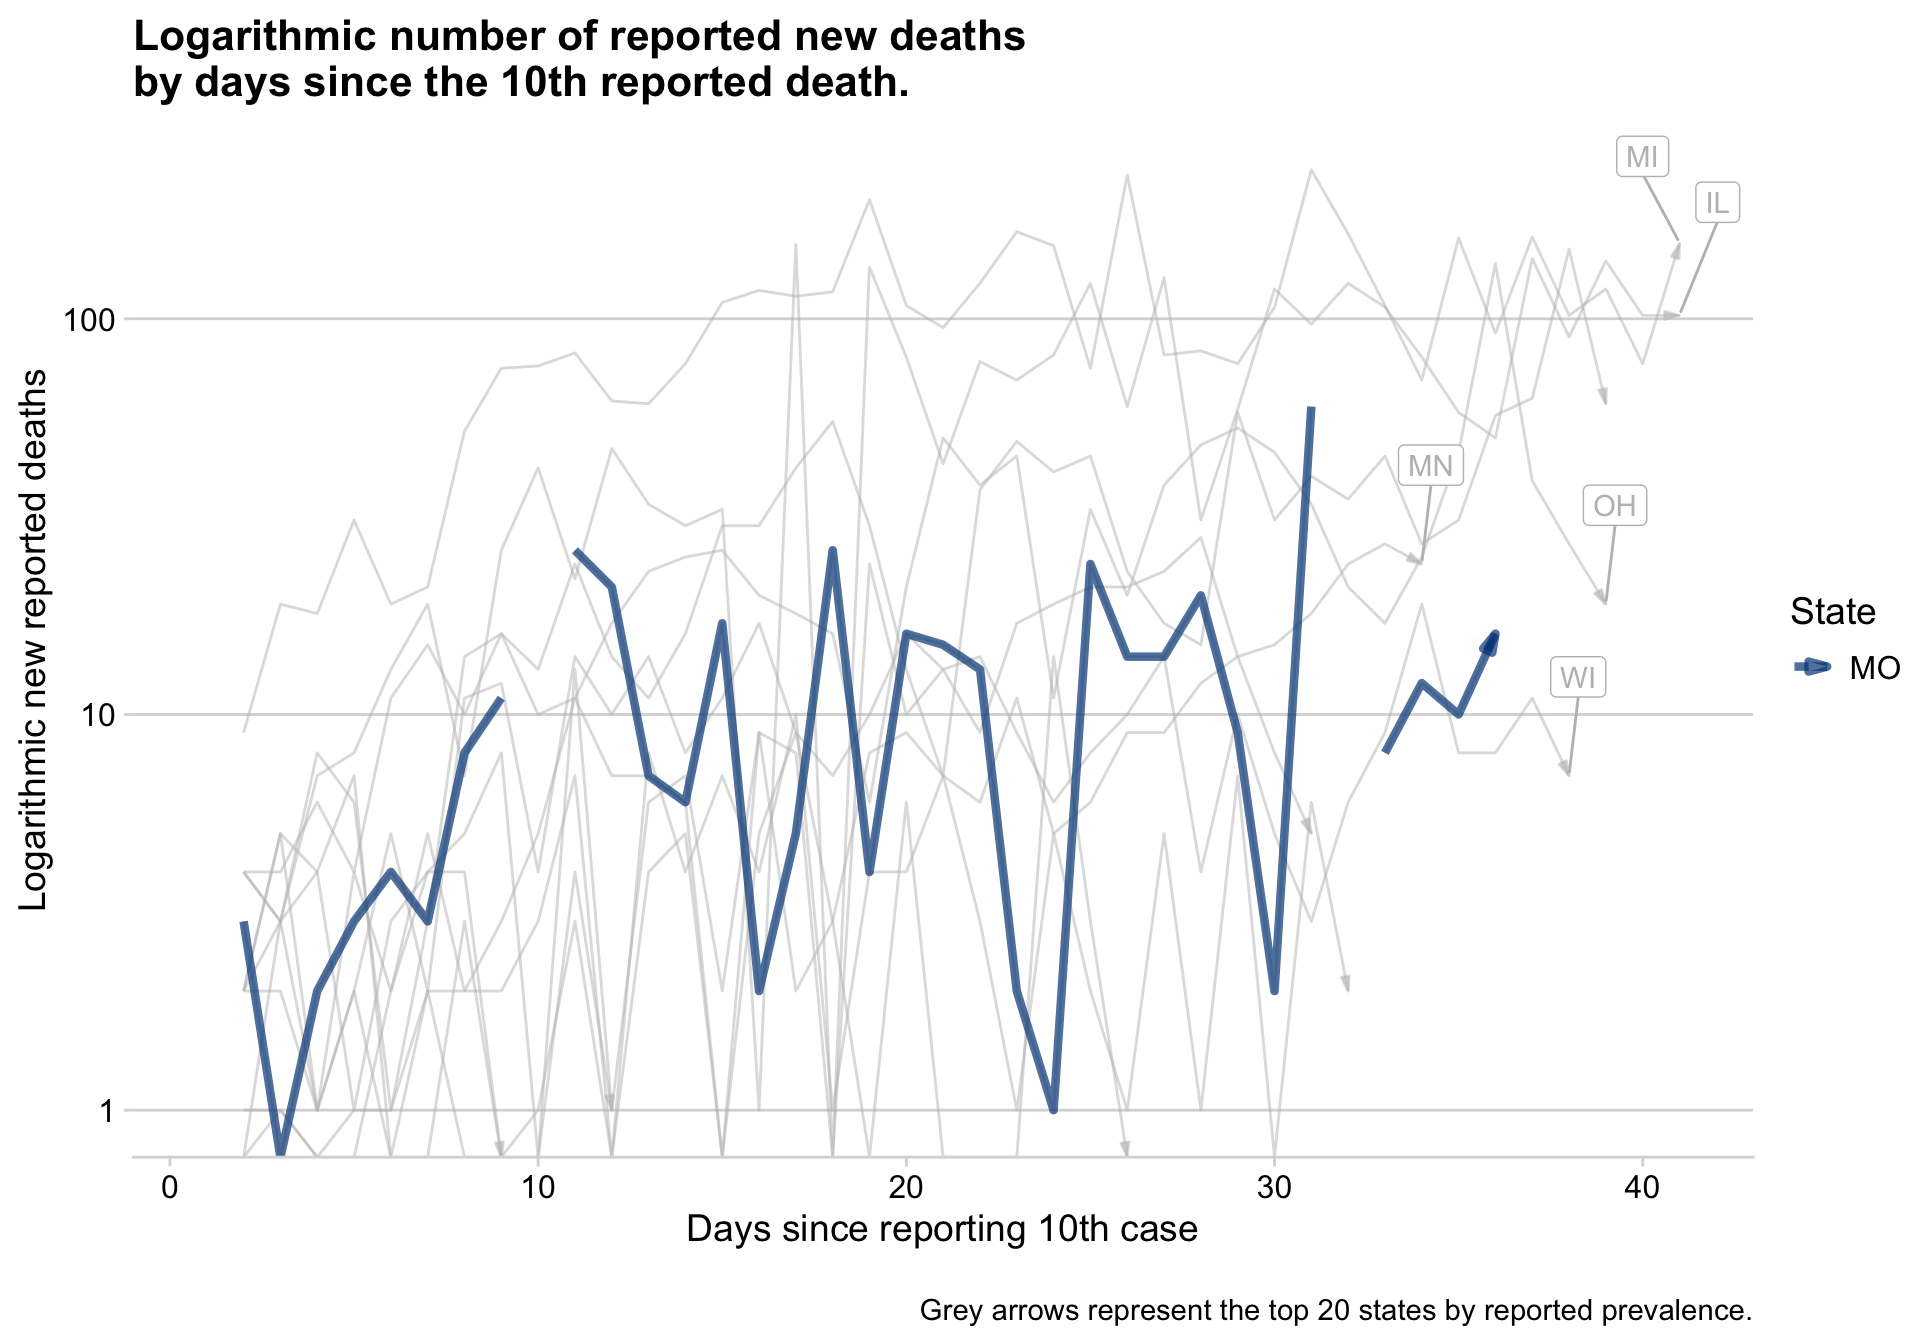 Logarithmic number of reported new deaths
by days since the 10th reported death.
MI
IL
100
MN
OH
WI
10
1
0 10 20 30 40
Logarithmic new reported deaths
Days since reporting 10th case
State
MO
Grey arrows represent the top 20 states by reported prevalence.